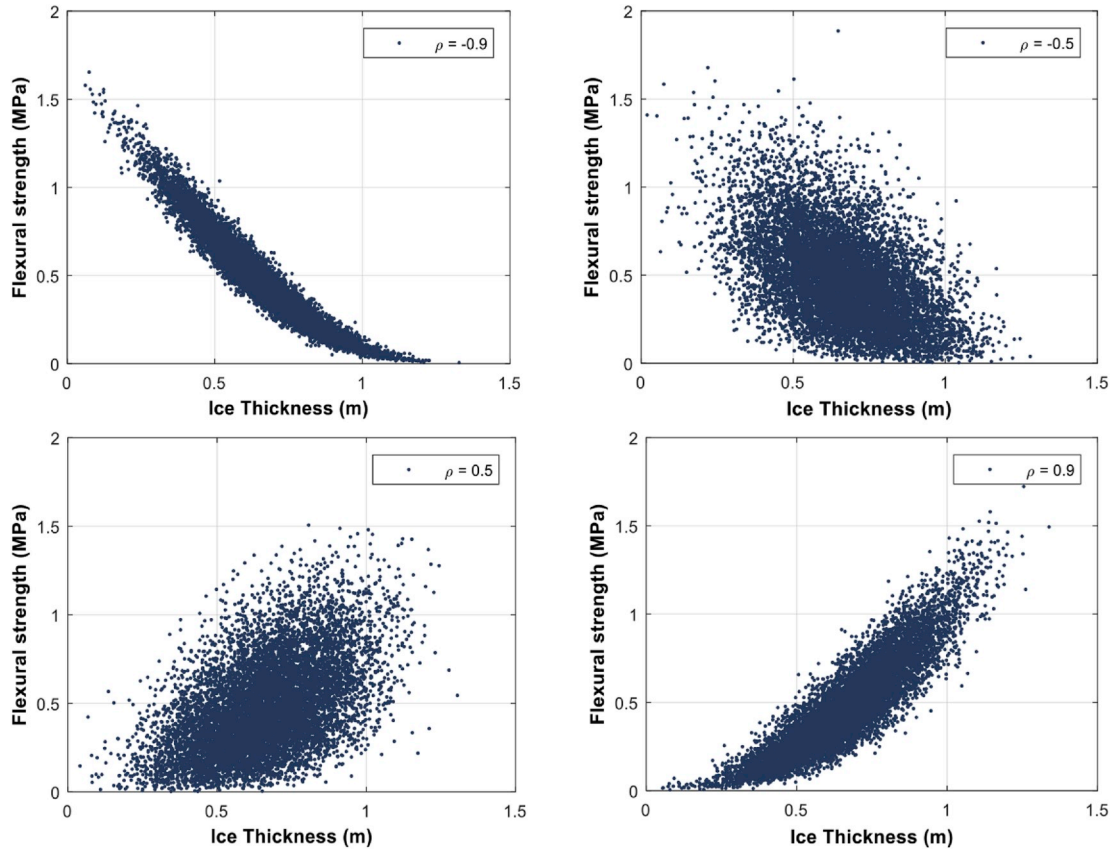 2
ρ = -0.9
1.5
1
0.5
0
Flexural strength (MPa)
0 0.5 1 1.5
Ice Thickness (m)
2
ρ = -0.5
1.5
1
0.5
0
Flexural strength (MPa)
0 0.5 1 1.5
Ice Thickness (m)
2
ρ = 0.5
1.5
1
0.5
0
Flexural strength (MPa)
0 0.5 1 1.5
Ice Thickness (m)
2
ρ = 0.9
1.5
1
0.5
0
Flexural strength (MPa)
0 0.5 1 1.5
Ice Thickness (m)